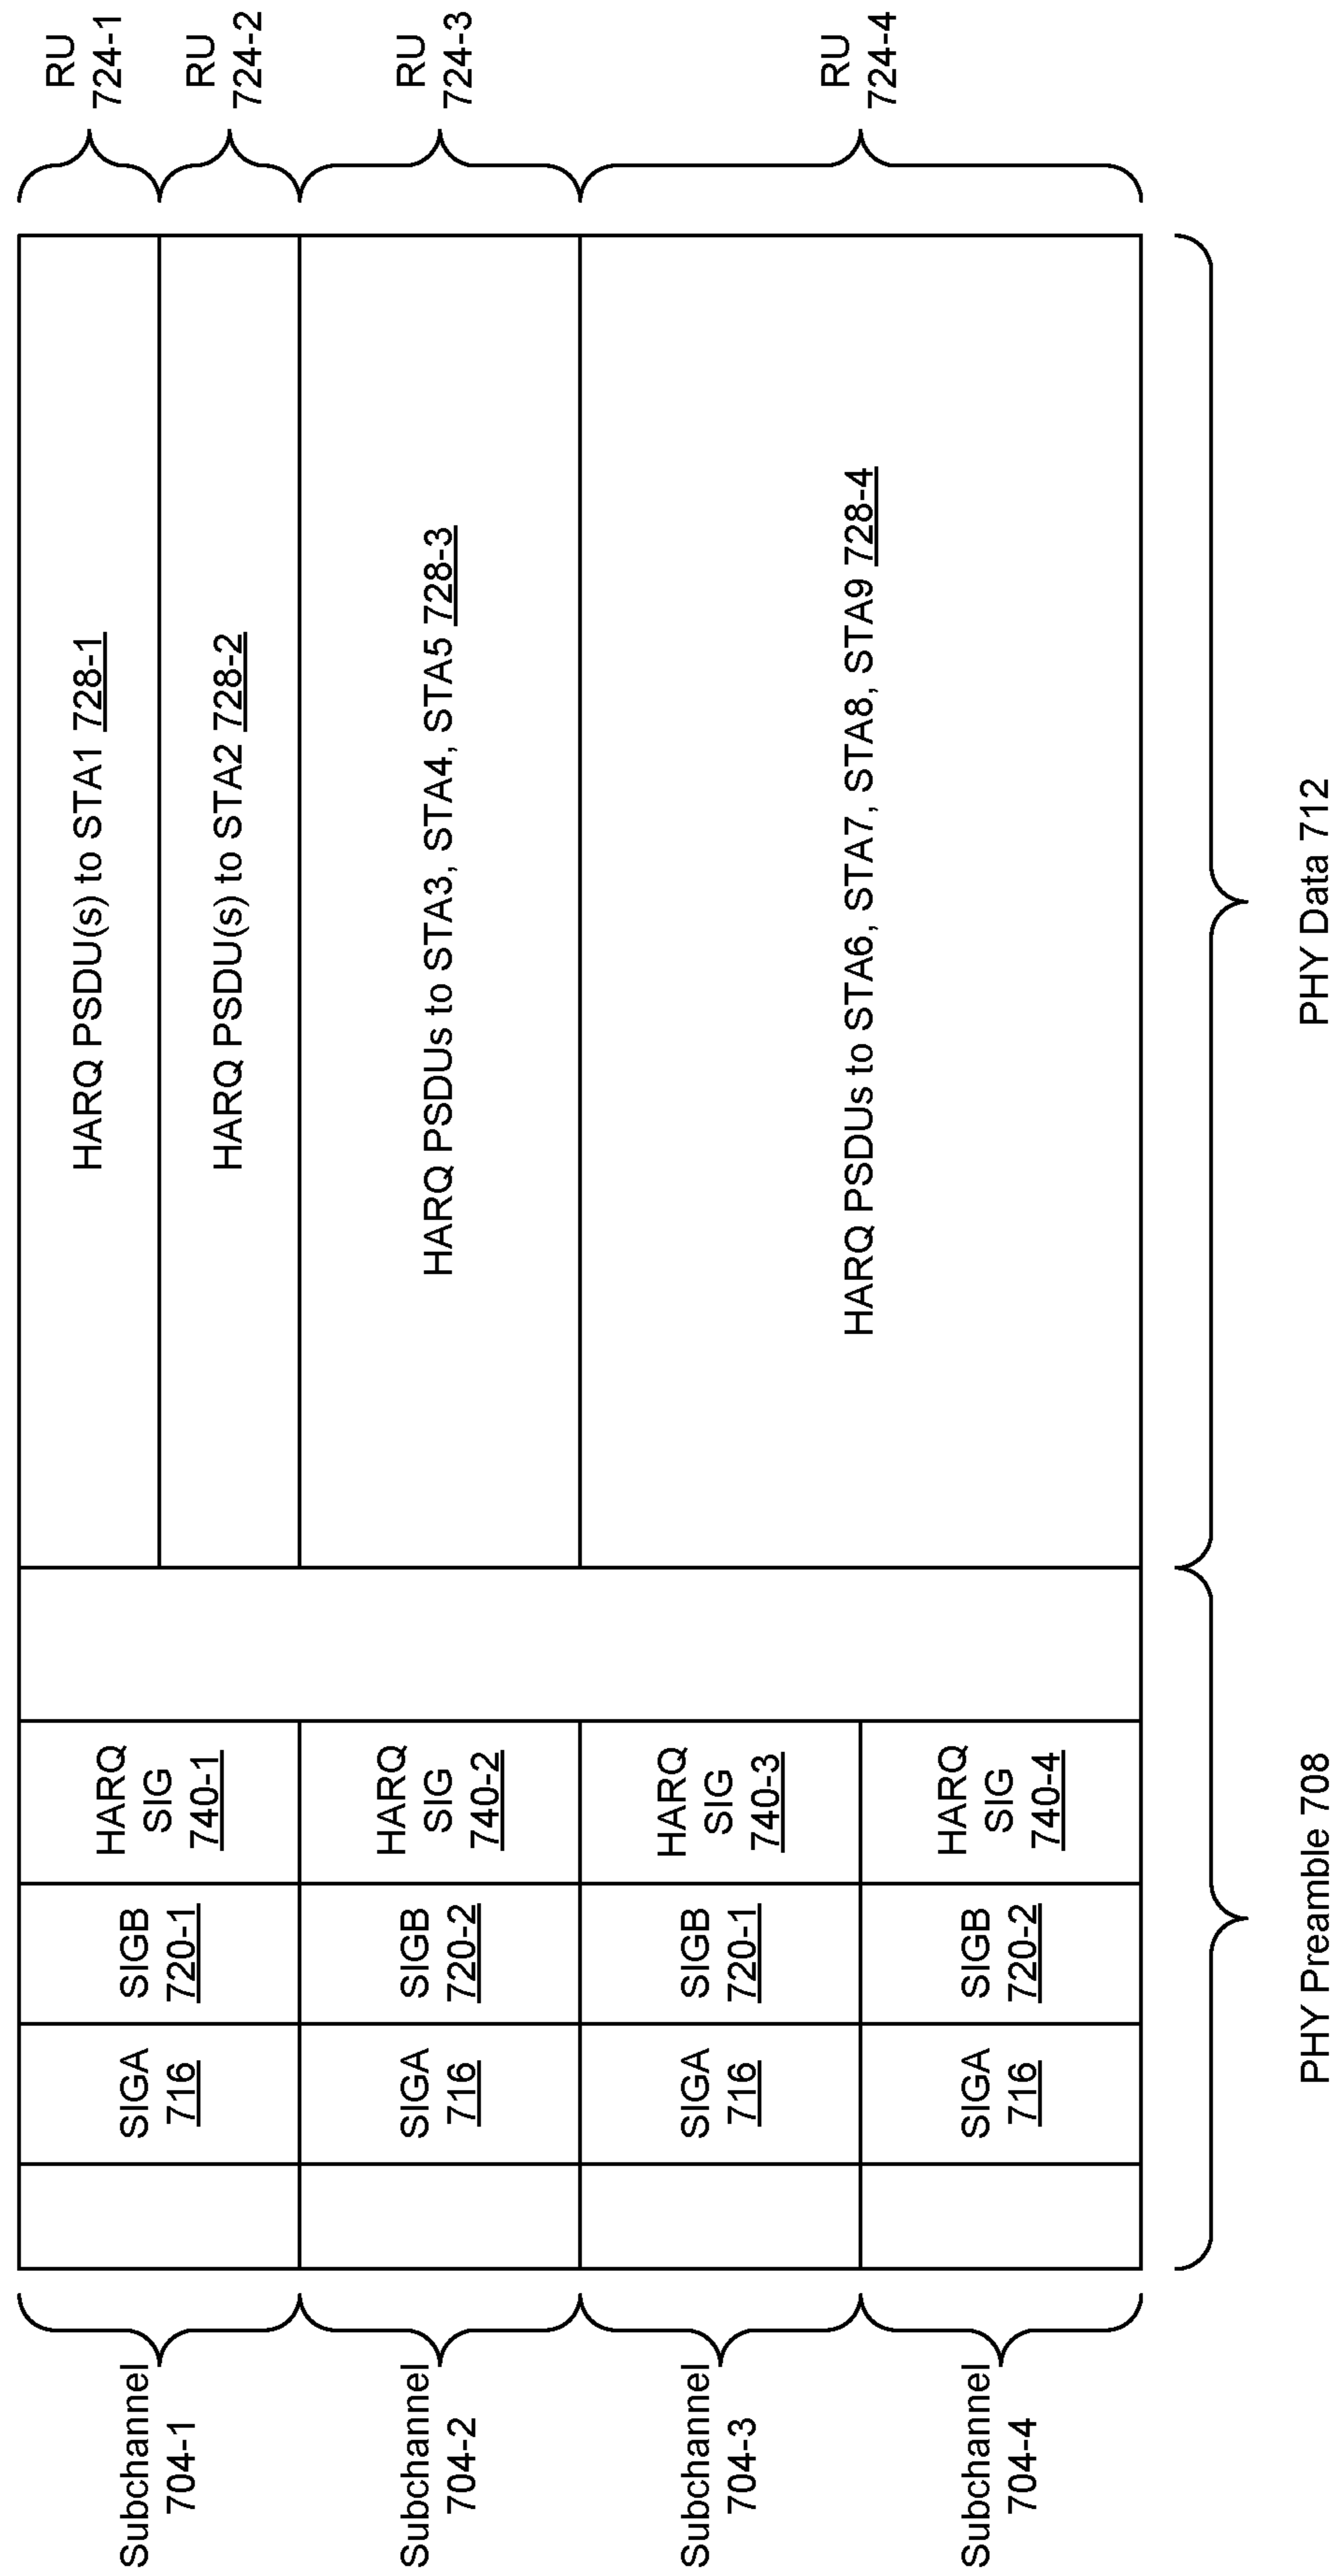 Subchannel
704-1
Subchannel
704-2
Subchannel
704-3
Subchannel
704-4
SIGA
716
SIGB
720-1
HARQ
SIG
740-1
SIGA
716
SIGB
720-2
HARQ
SIG
740-2
SIGA
716
SIGB
720-1
HARQ
SIG
740-3
SIGA
716
SIGB
720-2
HARQ
SIG
740-4
HARQ PSDU(s) to STA1 728-1
HARQ PSDU(s) to STA2 728-2
HARQ PSDUs to STA3, STA4, STA5 728-3
HARQ PSDUs to STA6, STA7, STA8, STA9 728-4
RU
724-1
RU
724-2
RU
724-3
RU
724-4
PHY Preamble 708
PHY Data 712